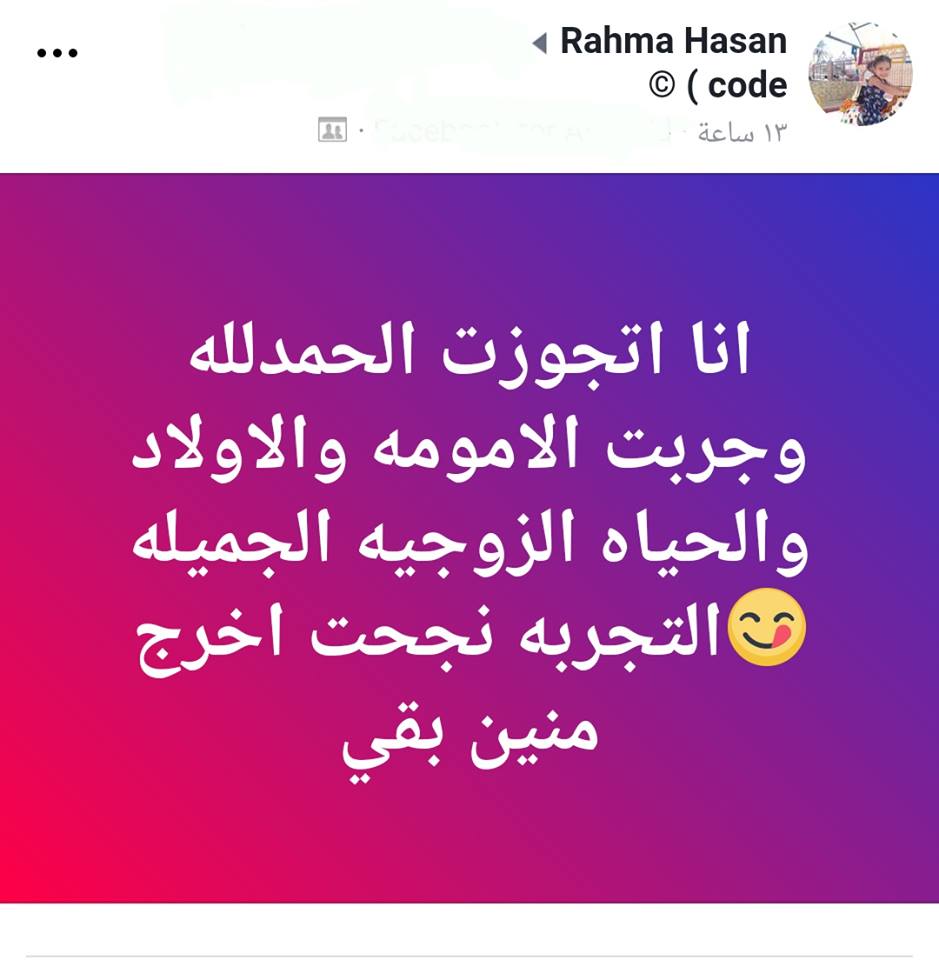 Rahma Hasan
code ) ©
١٣ ساعة
انا اتجوزت الحمدلله
وجربت الامومه والاولاد
والحياه الزوجيه الجميله
😋التجربه نجحت اخرج
منين بقي